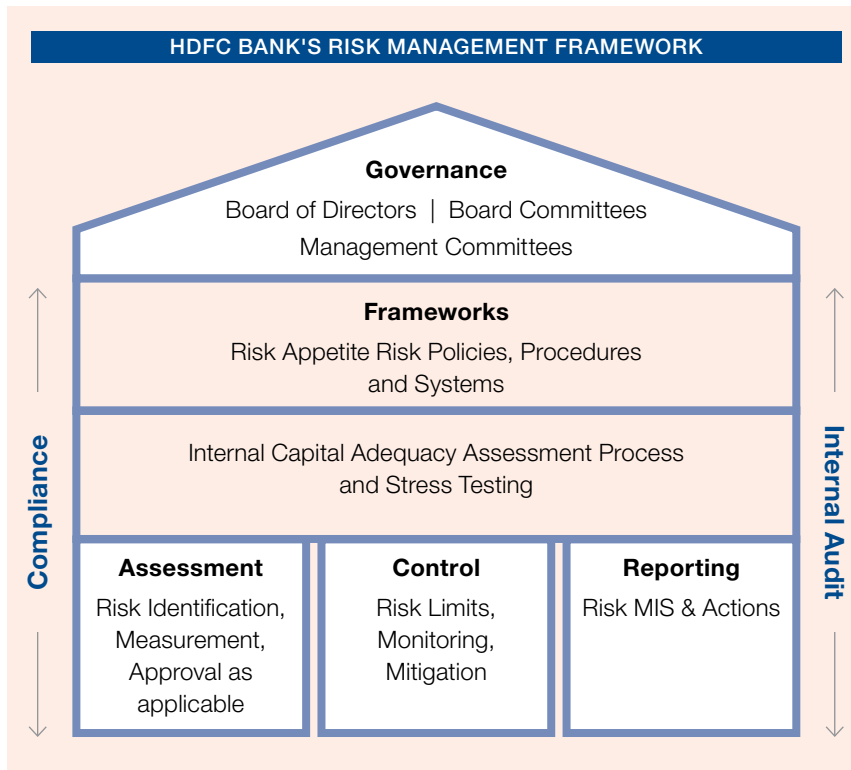 HDFC BANK'S RISK MANAGEMENT FRAMEWORK
Governance
Board of Directors | Board Committees
Management Committees
Frameworks
Risk Appetite Risk Policies, Procedures
and Systems
Internal Capital Adequacy Assessment Process
and Stress Testing
Assessment
Risk Identification,
Measurement,
Approval as
applicable
Control
Risk Limits,
Monitoring,
Mitigation
Reporting
Risk MIS & Actions
Compliance
Internal Audit